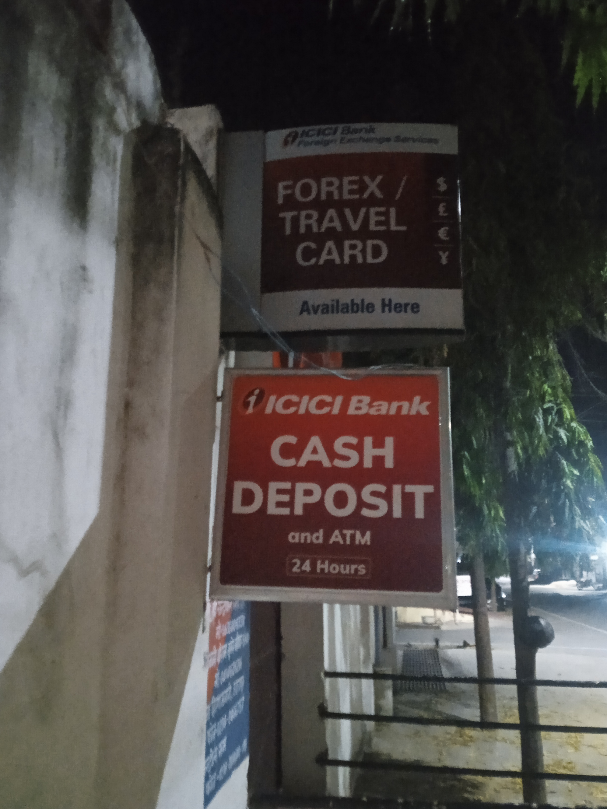 ICICI Bank
Foreign Exchange Services
FOREX /
TRAVEL
CARD
$
£
€
¥
Available Here
ICICI Bank
CASH
DEPOSIT
and ATM
24 Hours